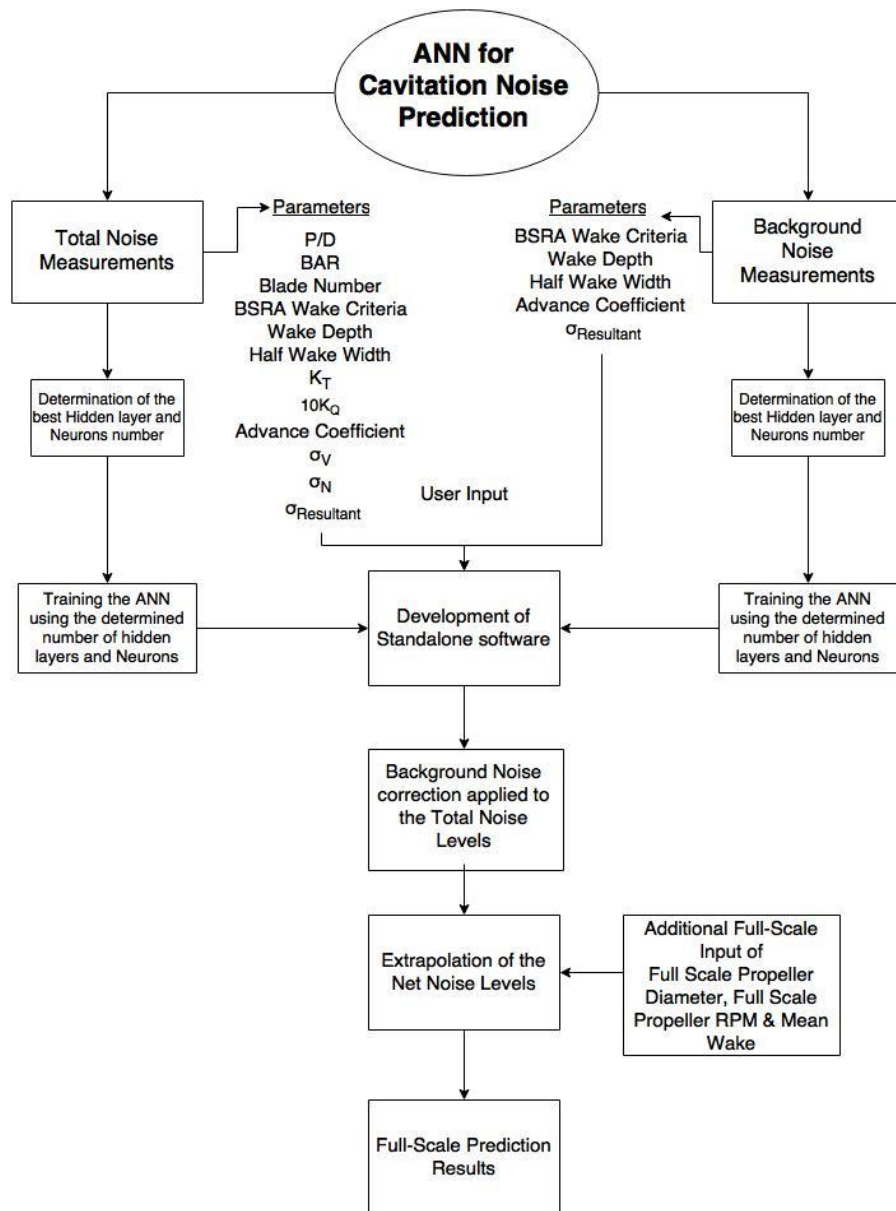 ANN for
Cavitation Noise
Prediction
Total Noise
Measurements
Parameters
P/D
BAR
Blade Number
BSRA Wake Criteria
Wake Depth
Half Wake Width
K_T
10K_Q
Advance Coefficient
σ_V
σ_N
σ_Resultant
Parameters
BSRA Wake Criteria
Wake Depth
Half Wake Width
Advance Coefficient
σ_Resultant
Background
Noise
Measurements
Determination of the
best Hidden layer and
Neurons number
User Input
Determination of the
best Hidden layer and
Neurons number
Training the ANN
using the determined
number of hidden
layers and Neurons
Development of
Standalone software
Training the ANN
using the determined
number of hidden
layers and Neurons
Background Noise
correction applied to
the Total Noise
Levels
Extrapolation of the
Net Noise Levels
Additional Full-Scale
Input of
Full Scale Propeller
Diameter, Full Scale
Propeller RPM & Mean
Wake
Full-Scale Prediction
Results